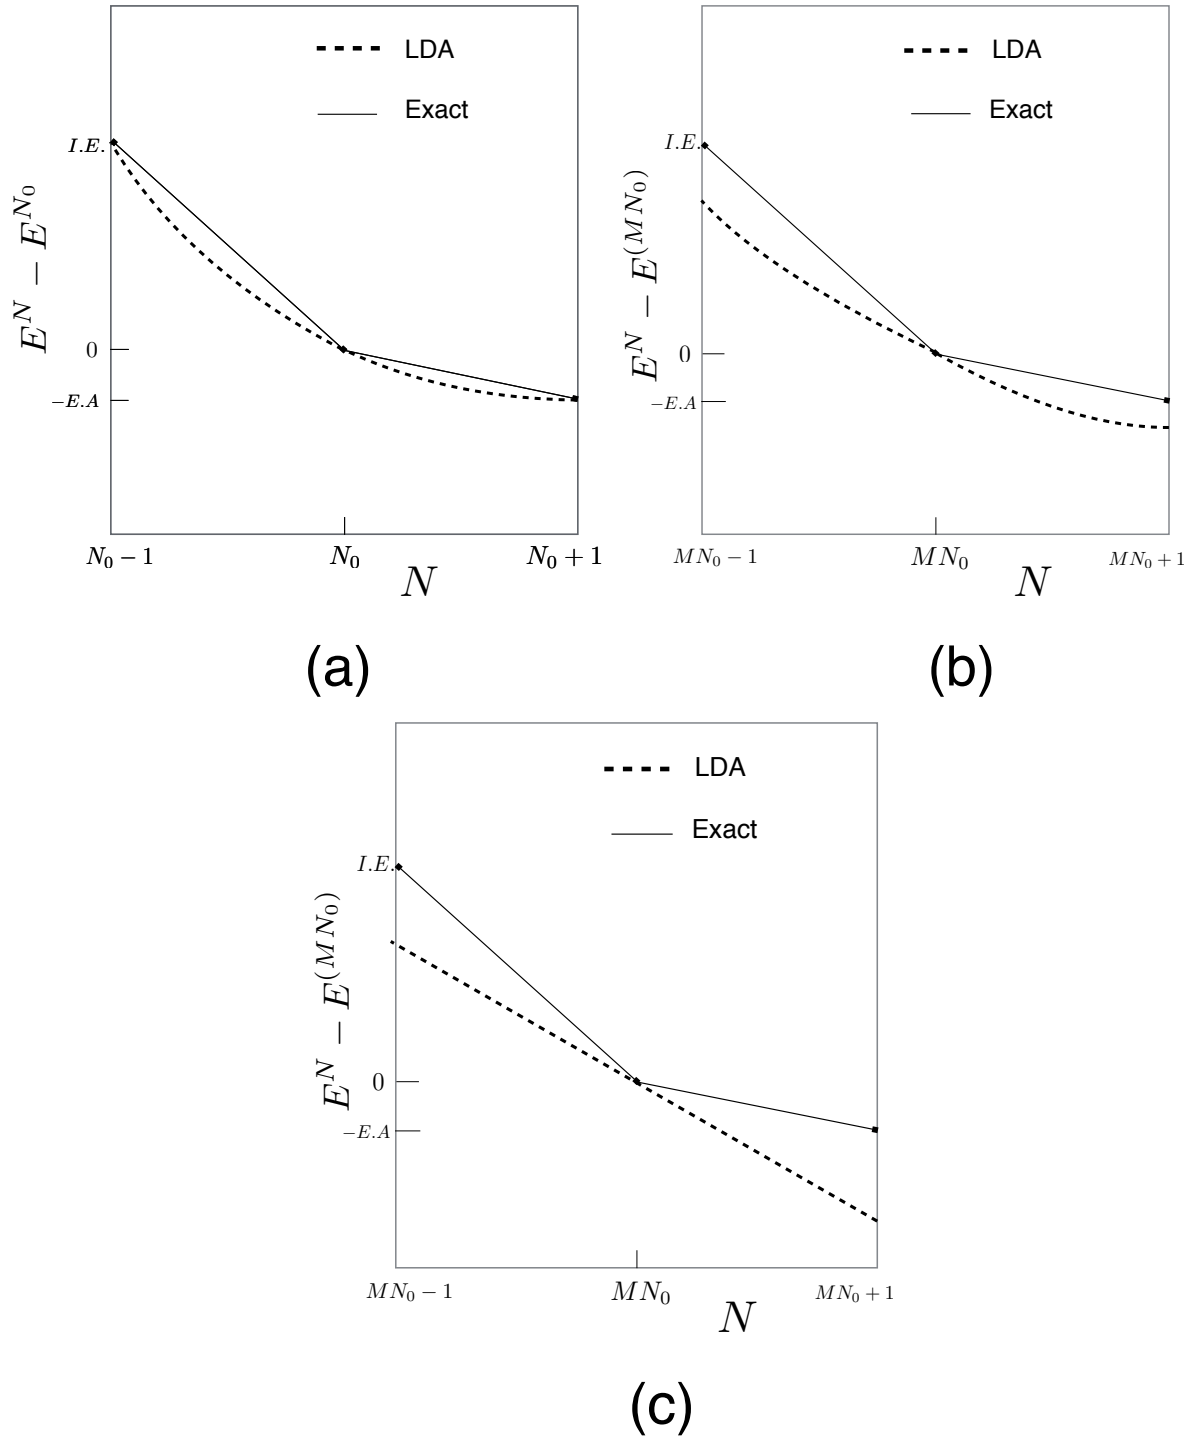 LDA
Exact
I.E.
0
−E.A
E^N − E^{N_0}
N_0 − 1
N_0
N_0 + 1
N
(a)
LDA
Exact
I.E.
0
−E.A
E^N − E^{(MN_0)}
MN_0 − 1
MN_0
MN_0 + 1
N
(b)
LDA
Exact
I.E.
0
−E.A
E^N − E^{(MN_0)}
MN_0 − 1
MN_0
MN_0 + 1
N
(c)